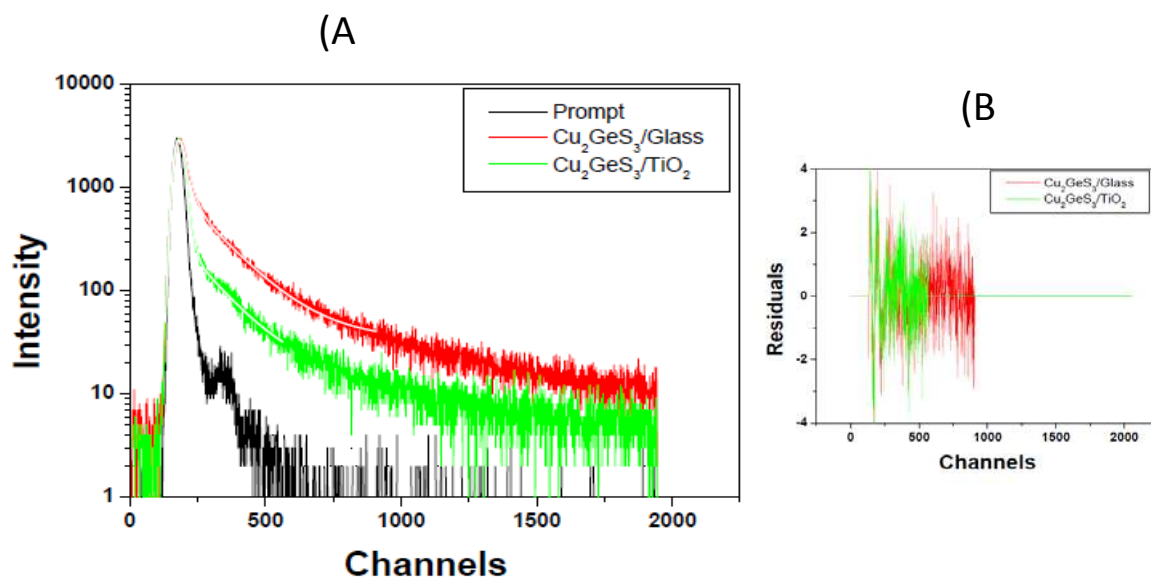 (A
10000
1000
100
10
1
Intensity
Prompt
Cu₂GeS₃/Glass
Cu₂GeS₃/TiO₂
0 500 1000 1500 2000
Channels
(B
4
2
0
-2
-4
Residuals
Cu₂GeS₃/Glass
Cu₂GeS₃/TiO₂
0 500 1000 1500 2000
Channels